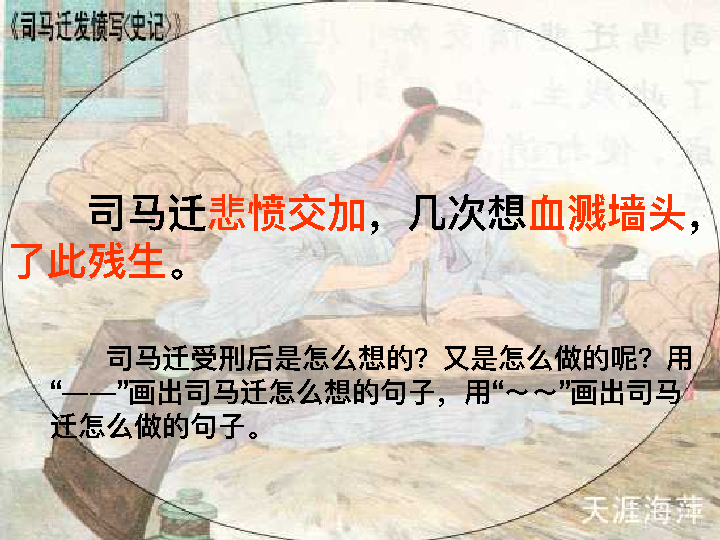 《司马迁发愤写〈史记〉》
司马迁悲愤交加，几次想血溅墙头，
了此残生。
司马迁受刑后是怎么想的？又是怎么做的呢？用
“——”画出司马迁怎么想的句子，用“～～”画出司马
迁怎么做的句子。
天涯海萍